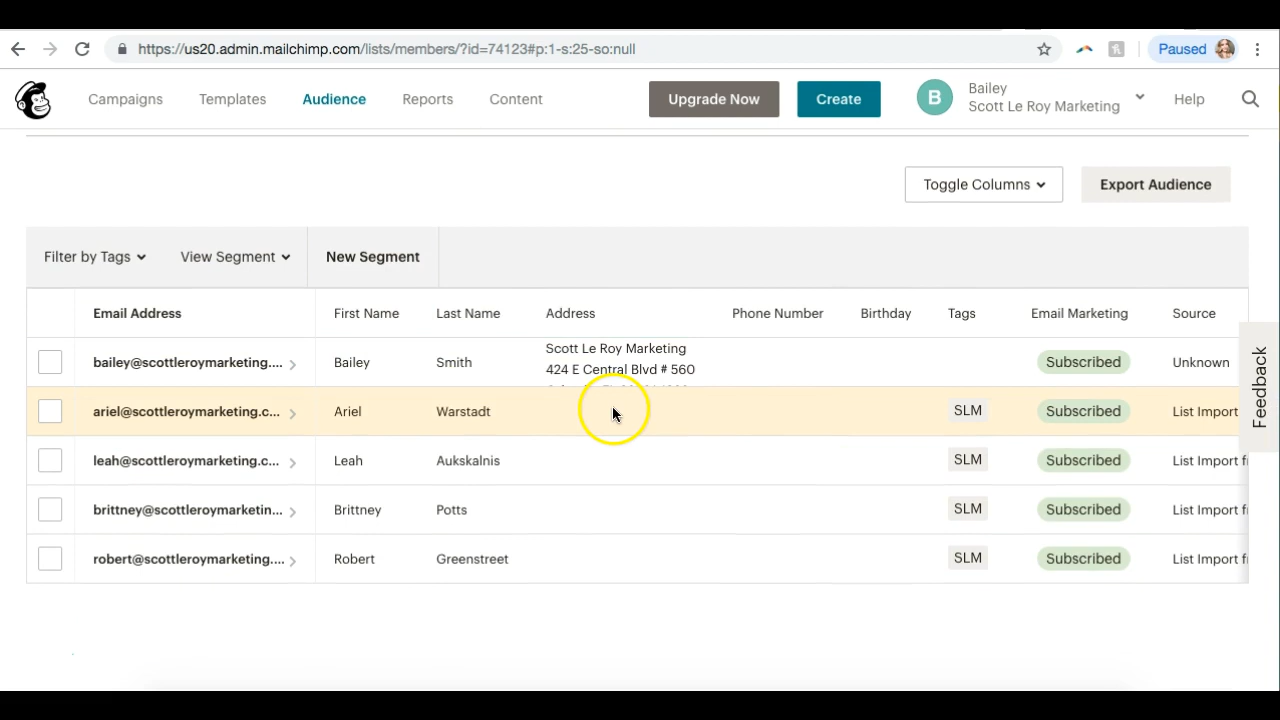 https://us20.admin.mailchimp.com/lists/members/?id=74123#p:1-s:25-so:null
Paused
Campaigns Templates Audience Reports Content Upgrade Now Create B Bailey Help
Scott Le Roy Marketing
Toggle Columns Export Audience
Filter by Tags View Segment New Segment
Email Address First Name Last Name Address Phone Number Birthday Tags Email Marketing Source
Scott Le Roy Marketing
bailey@scottleroymarketing.... Bailey Smith Subscribed Unknown
424 E Central Blvd # 560
ariel@scottleroymarketing.c... Ariel Warstadt SLM Subscribed List Import
Feedback
leah@scottleroymarketing.c... Leah Aukskalnis SLM Subscribed List Import f
brittney@scottleroymarketin... Brittney Potts SLM Subscribed List Import f
robert@scottleroymarketing.... Robert Greenstreet SLM Subscribed List Import f